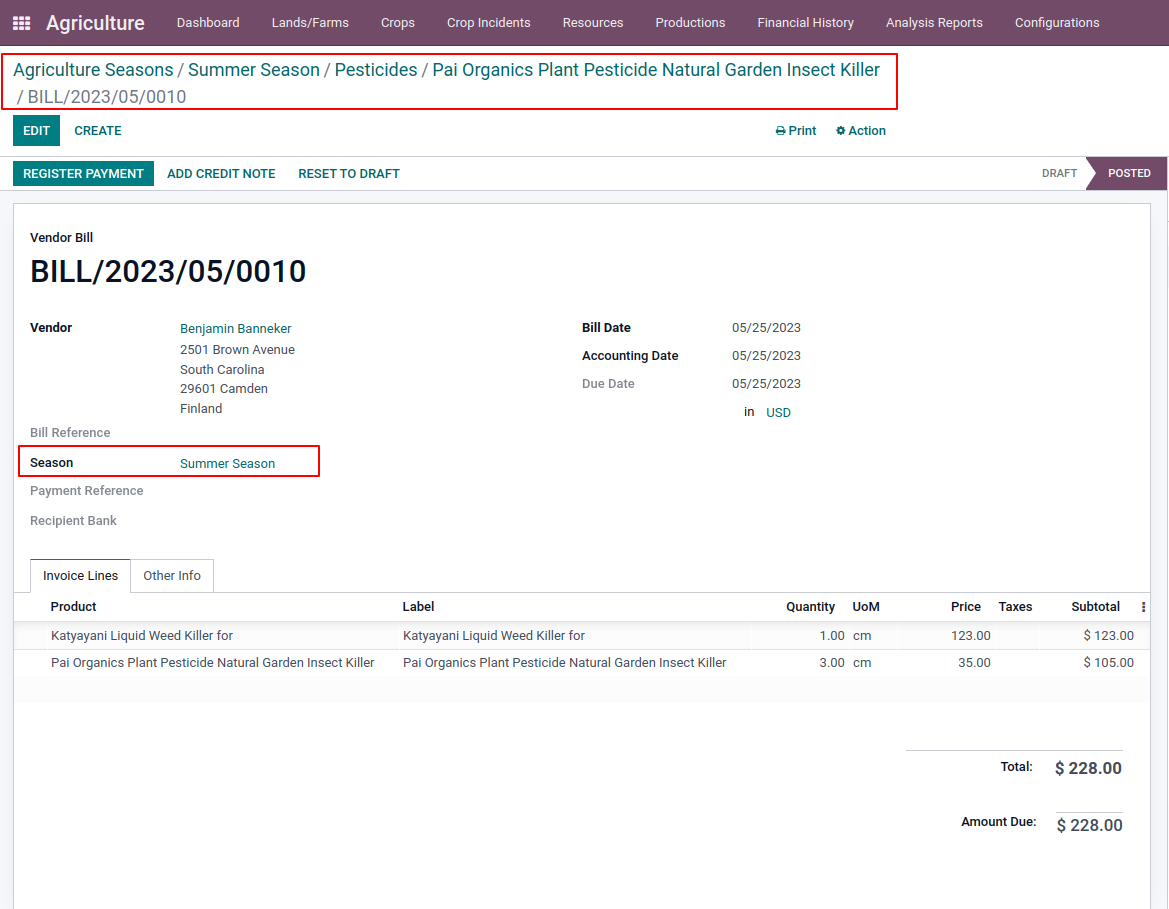 Agriculture Dashboard Lands/Farms Crops Crop Incidents Resources Productions Financial History Analysis Reports Configurations
Agriculture Seasons / Summer Season / Pesticides / Pai Organics Plant Pesticide Natural Garden Insect Killer
/ BILL/2023/05/0010
EDIT CREATE Print Action
REGISTER PAYMENT ADD CREDIT NOTE RESET TO DRAFT DRAFT POSTED
Vendor Bill
BILL/2023/05/0010
Vendor Benjamin Banneker Bill Date 05/25/2023
2501 Brown Avenue Accounting Date 05/25/2023
South Carolina
29601 Camden Due Date 05/25/2023
Finland in USD
Bill Reference
Season Summer Season
Payment Reference
Recipient Bank
Invoice Lines Other Info
Product Label Quantity UoM Price Taxes Subtotal
Katyayani Liquid Weed Killer for Katyayani Liquid Weed Killer for 1.00 cm 123.00 $ 123.00
Pai Organics Plant Pesticide Natural Garden Insect Killer Pai Organics Plant Pesticide Natural Garden Insect Killer 3.00 cm 35.00 $ 105.00
Total: $ 228.00
Amount Due: $ 228.00